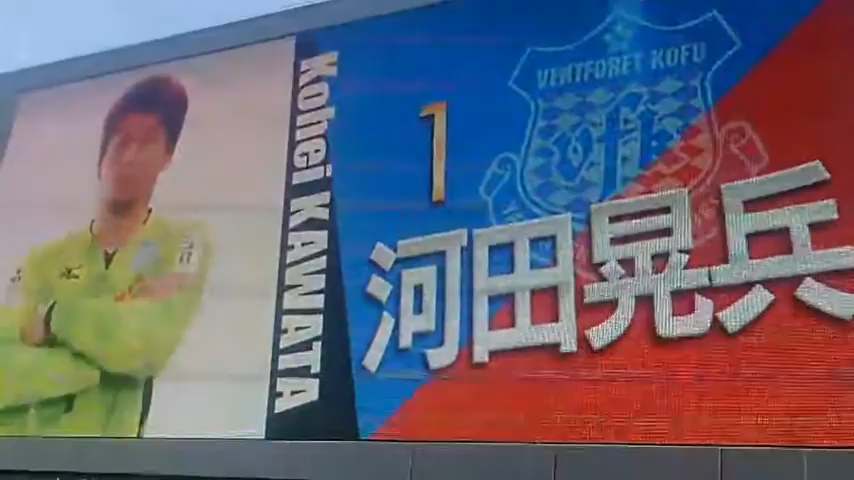 Kohei KAWATA
1
VENTFORET KOFU
河田晃兵